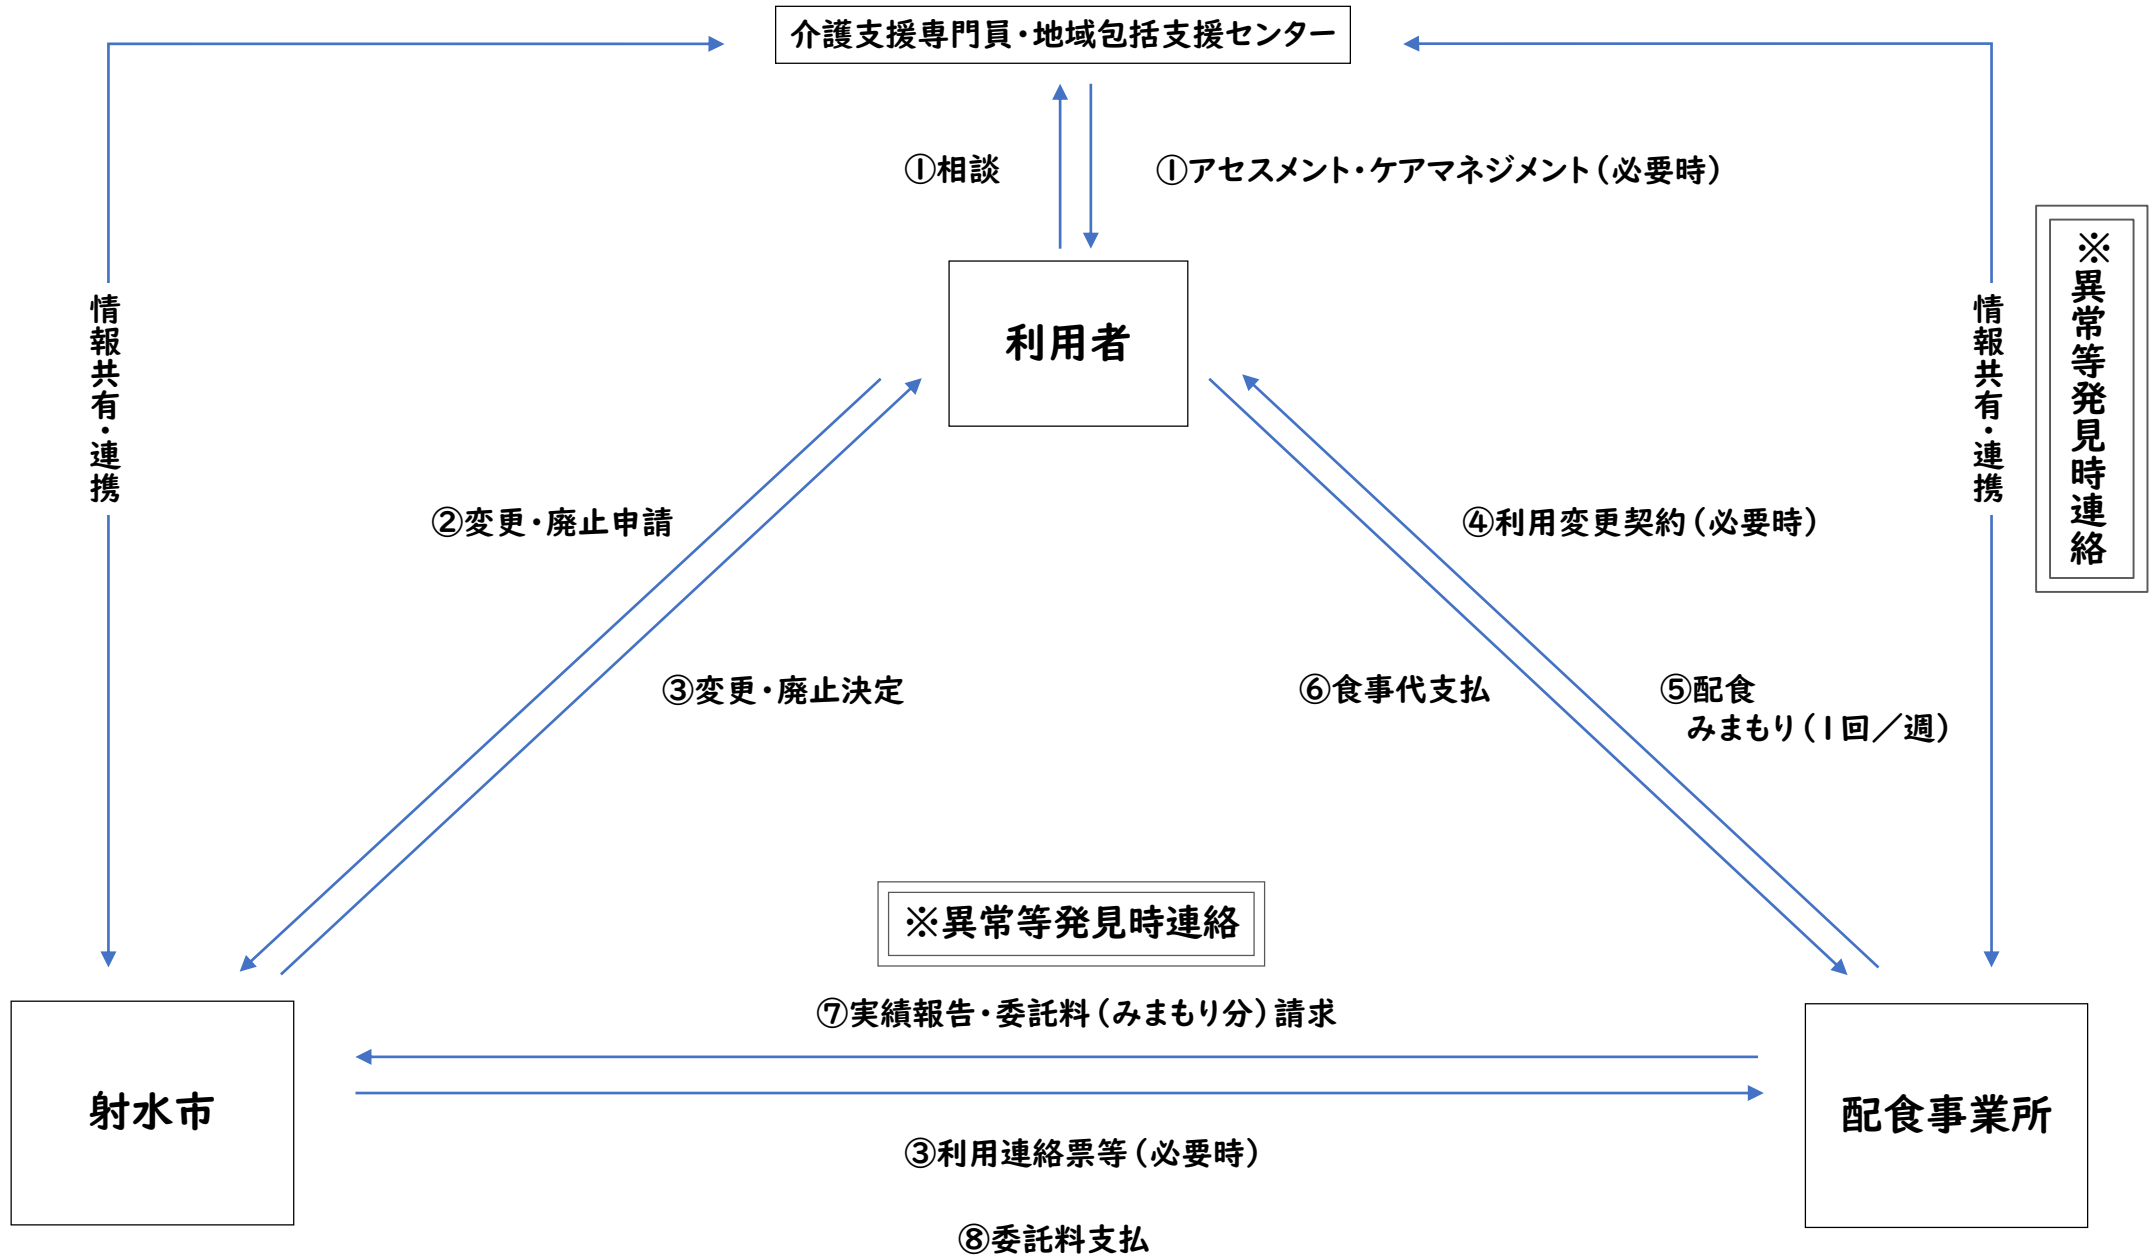 介護支援専門員・地域包括支援センター
①相談
①アセスメント・ケアマネジメント（必要時）
利用者
情報共有・連携
情報共有・連携
※異常等発見時連絡
②変更・廃止申請
④利用変更契約（必要時）
③変更・廃止決定
⑥食事代支払
⑤配食
みまもり（1回／週）
※異常等発見時連絡
⑦実績報告・委託料（みまもり分）請求
射水市
配食事業所
③利用連絡票等（必要時）
⑧委託料支払